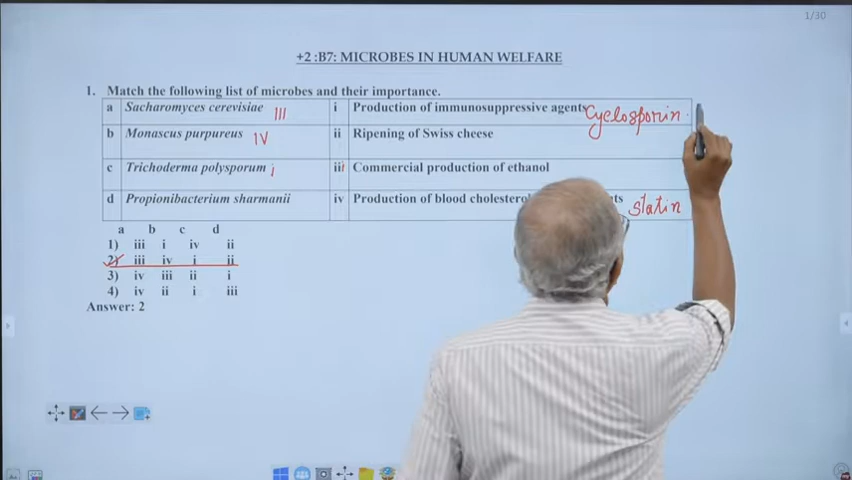 1/30
+2 :B7: MICROBES IN HUMAN WELFARE
1. Match the following list of microbes and their importance.
a Sacharomyces cerevisiae III i Production of immunosuppressive agents Cyclosporin
b Monascus purpureus IV ii Ripening of Swiss cheese
c Trichoderma polysporum i iii Commercial production of ethanol
d Propionibacterium sharmanii iv Production of blood statin
a b c d
1) iii i iv ii
2) iii iv i ii
3) iv iii ii i
4) iv ii i iii
Answer: 2